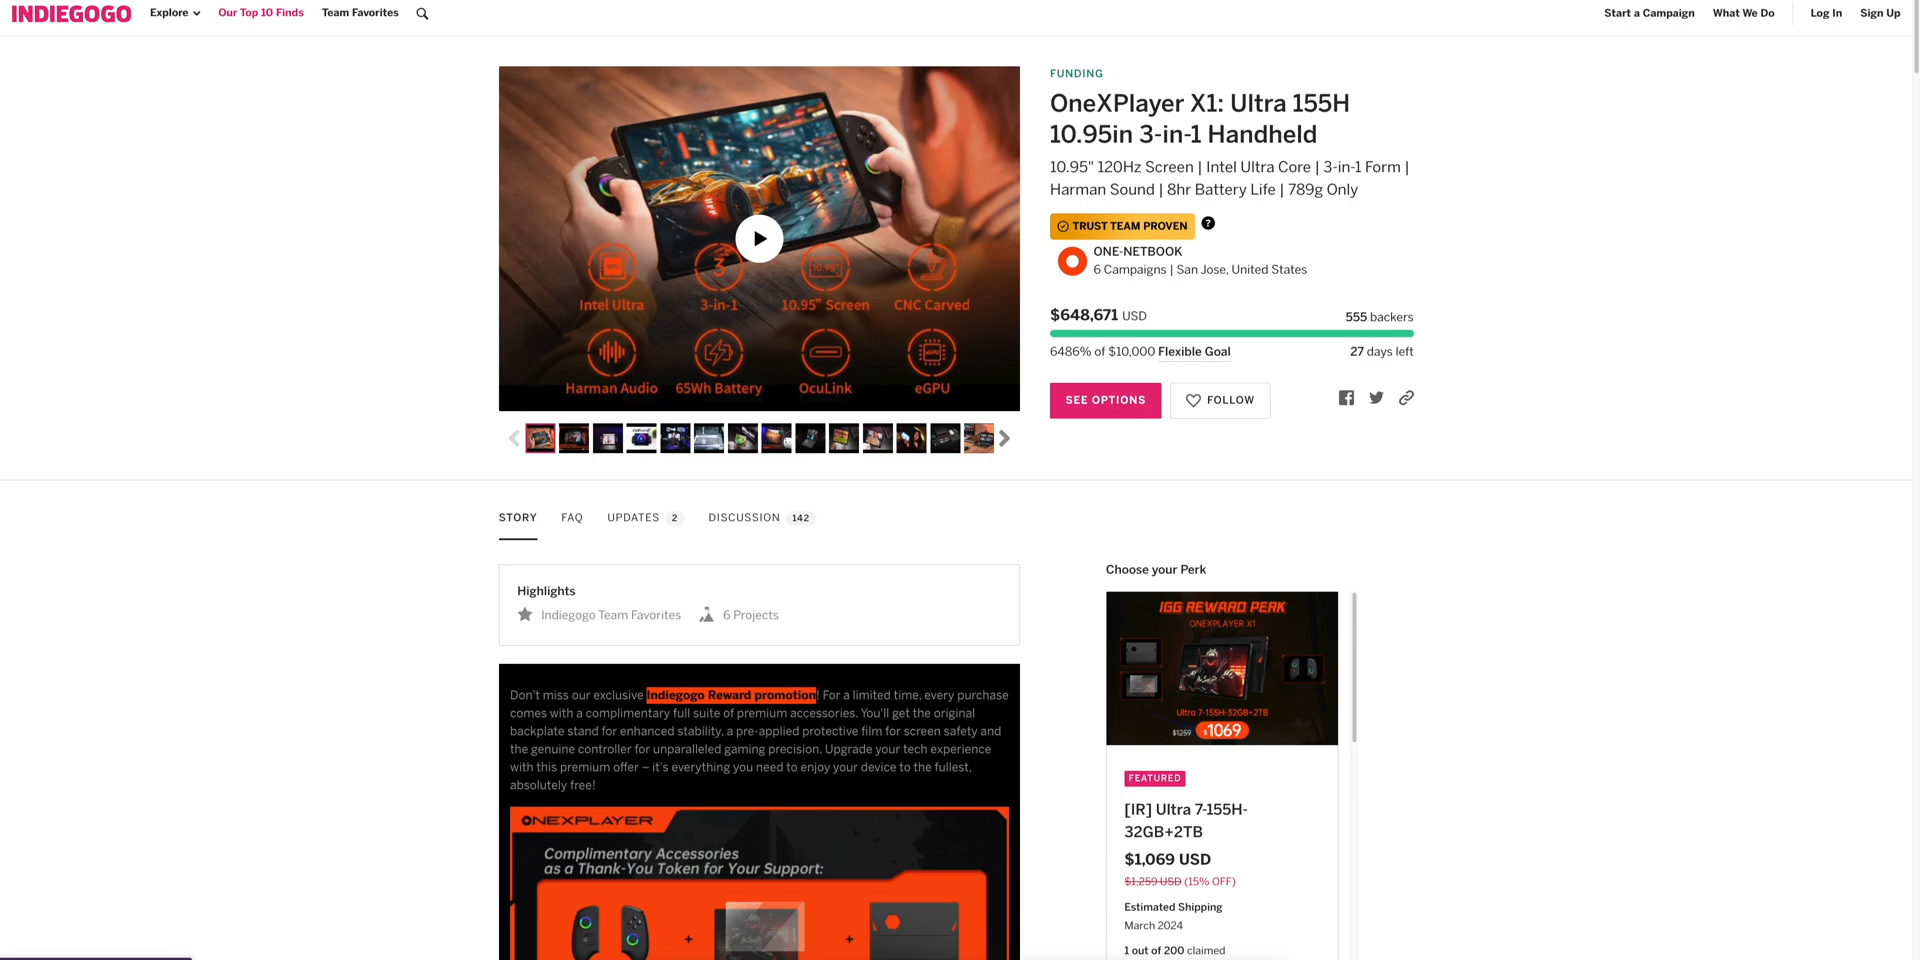 INDIEGOGO
Explore
Our Top 10 Finds
Team Favorites
Start a Campaign
What We Do
Log In
Sign Up
Intel Ultra
3
3-in-1
10.95"
10.95” Screen
CNC Carved
Harman Audio
65Wh Battery
OcuLink
eGPU
FUNDING
OneXPlayer X1: Ultra 155H
10.95in 3-in-1 Handheld
10.95" 120Hz Screen | Intel Ultra Core | 3-in-1 Form |
Harman Sound | 8hr Battery Life | 789g Only
TRUST TEAM PROVEN
?
ONE-NETBOOK
6 Campaigns | San Jose, United States
$648,671 USD
555 backers
6486% of $10,000 Flexible Goal
27 days left
SEE OPTIONS
FOLLOW
STORY
FAQ
UPDATES 2
DISCUSSION 142
Highlights
Indiegogo Team Favorites
6 Projects
Don't miss our exclusive Indiegogo Reward promotion! For a limited time, every purchase
comes with a complimentary full suite of premium accessories. You'll get the original
backplate stand for enhanced stability, a pre-applied protective film for screen safety and
the genuine controller for unparalleled gaming precision. Upgrade your tech experience
with this premium offer – it's everything you need to enjoy your device to the fullest,
absolutely free!
ONEXPLAYER
Complimentary Accessories
as a Thank-You Token for Your Support:
+
+
Choose your Perk
IGG REWARD PERK
ONEXPLAYER X1
Ultra 7-155H-32GB+2TB
$1259 $1069
FEATURED
[IR] Ultra 7-155H-
32GB+2TB
$1,069 USD
$1,259 USD (15% OFF)
Estimated Shipping
March 2024
1 out of 200 claimed